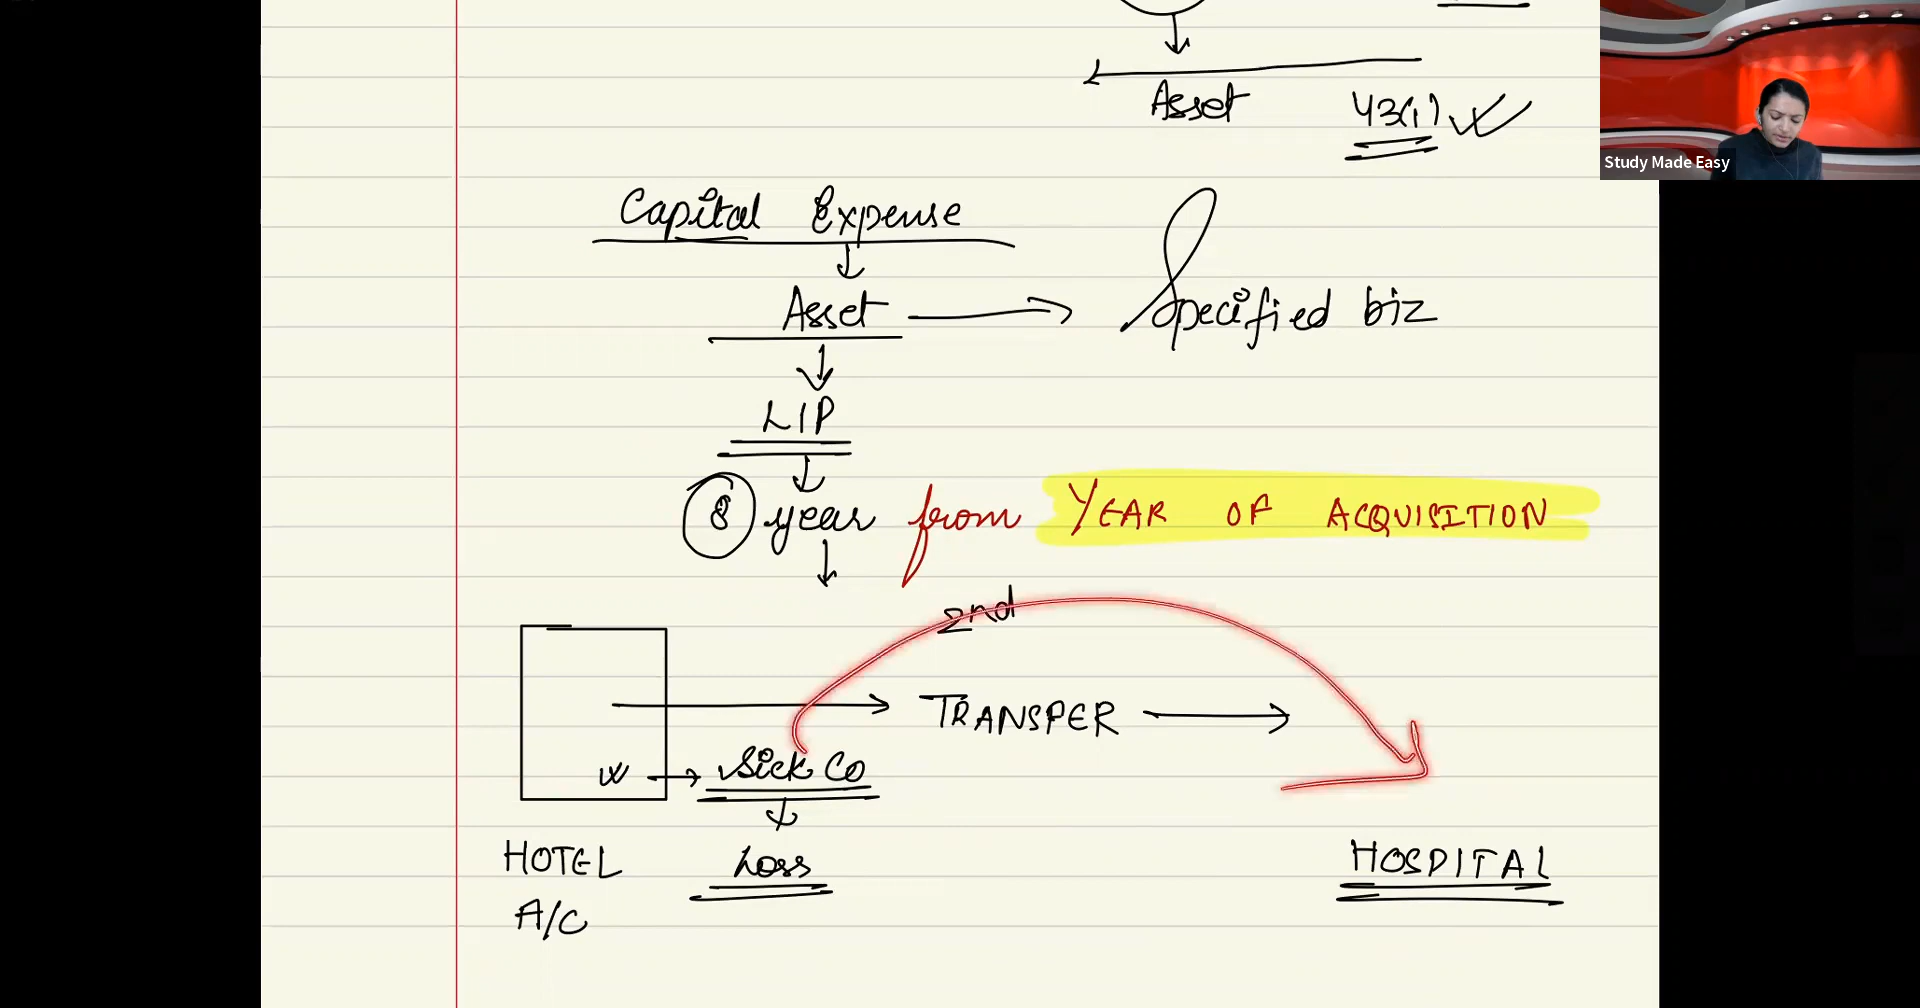 Asset 43(1)
Study Made Easy
Capital Expense
Asset
Specified biz
LIP
8 year from YEAR OF ACQUISITION
2nd
TRANSFER
Sick Co
HOTEL
Loss
HOSPITAL
A/C